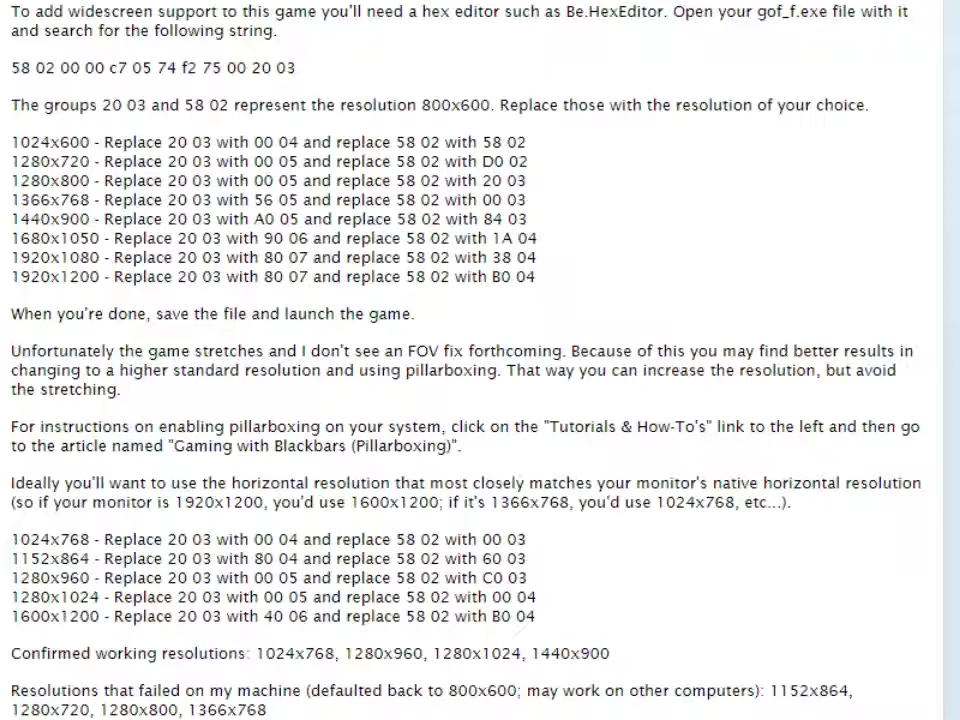 To add widescreen support to this game you'll need a hex editor such as Be.HexEditor. Open your gof_f.exe file with it
and search for the following string.
58 02 00 00 c7 05 74 f2 75 00 20 03
The groups 20 03 and 58 02 represent the resolution 800x600. Replace those with the resolution of your choice.
1024x600 - Replace 20 03 with 00 04 and replace 58 02 with 58 02
1280x720 - Replace 20 03 with 00 05 and replace 58 02 with D0 02
1280x800 - Replace 20 03 with 00 05 and replace 58 02 with 20 03
1366x768 - Replace 20 03 with 56 05 and replace 58 02 with 00 03
1440x900 - Replace 20 03 with A0 05 and replace 58 02 with 84 03
1680x1050 - Replace 20 03 with 90 06 and replace 58 02 with 1A 04
1920x1080 - Replace 20 03 with 80 07 and replace 58 02 with 38 04
1920x1200 - Replace 20 03 with 80 07 and replace 58 02 with B0 04
When you're done, save the file and launch the game.
Unfortunately the game stretches and I don't see an FOV fix forthcoming. Because of this you may find better results in
changing to a higher standard resolution and using pillarboxing. That way you can increase the resolution, but avoid
the stretching.
For instructions on enabling pillarboxing on your system, click on the "Tutorials & How-To's" link to the left and then go
to the article named "Gaming with Blackbars (Pillarboxing)".
Ideally you'll want to use the horizontal resolution that most closely matches your monitor's native horizontal resolution
(so if your monitor is 1920x1200, you'd use 1600x1200; if it's 1366x768, you'd use 1024x768, etc...).
1024x768 - Replace 20 03 with 00 04 and replace 58 02 with 00 03
1152x864 - Replace 20 03 with 80 04 and replace 58 02 with 60 03
1280x960 - Replace 20 03 with 00 05 and replace 58 02 with C0 03
1280x1024 - Replace 20 03 with 00 05 and replace 58 02 with 00 04
1600x1200 - Replace 20 03 with 40 06 and replace 58 02 with B0 04
Confirmed working resolutions: 1024x768, 1280x960, 1280x1024, 1440x900
Resolutions that failed on my machine (defaulted back to 800x600; may work on other computers): 1152x864,
1280x720, 1280x800, 1366x768